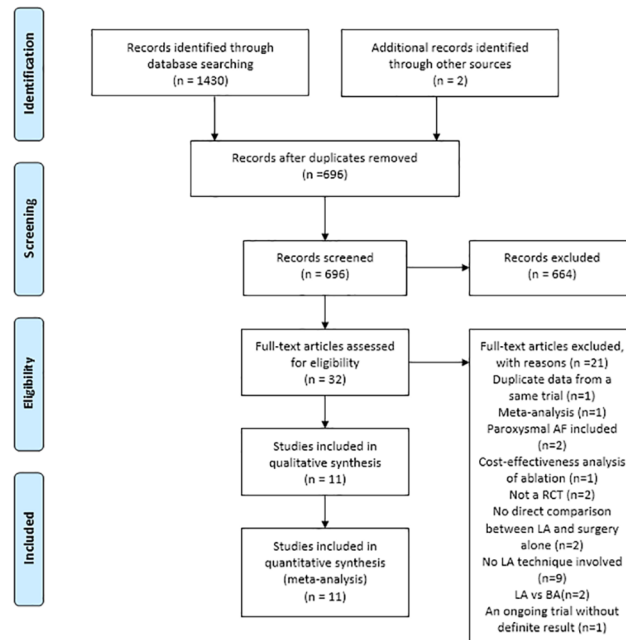 Identification
Records identified through
database searching
(n = 1430)
Additional records identified
through other sources
(n = 2)
Records after duplicates removed
(n =696)
Screening
Records screened
(n = 696)
Records excluded
(n = 664)
Eligibility
Full-text articles assessed
for eligibility
(n = 32)
Full-text articles excluded,
with reasons (n =21)
Duplicate data from a
same trial (n=1)
Meta-analysis (n=1)
Paroxysmal AF included
(n=2)
Cost-effectiveness analysis
of ablation (n=1)
Not a RCT (n=2)
No direct comparison
between LA and surgery
alone (n=2)
No LA technique involved
(n=9)
LA vs BA(n=2)
An ongoing trial without
definite result (n=1)
Studies included in
qualitative synthesis
(n = 11)
Included
Studies included in
quantitative synthesis
(meta-analysis)
(n = 11)